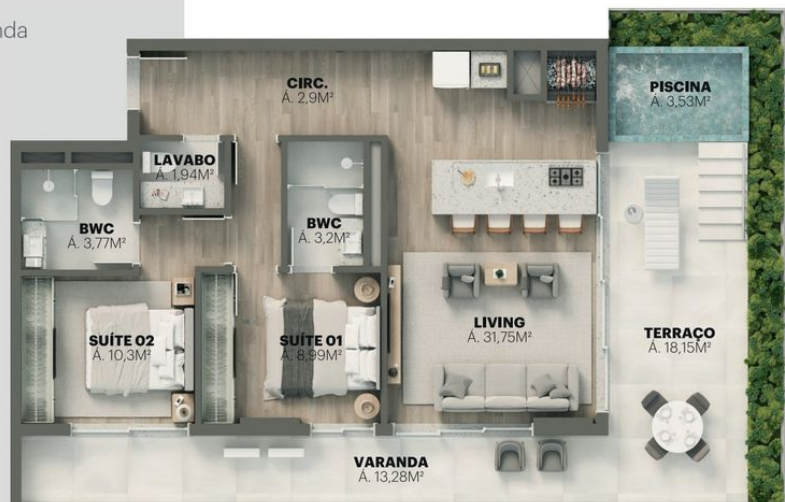 CIRC.
Á. 2,9M²
PISCINA
Á. 3,53M²
LAVABO
Á. 1,94M²
BWC
Á. 3,77M²
BWC
Á. 3,2M²
SUÍTE 02
Á. 10,3M²
SUÍTE 01
Á. 8,99M²
LIVING
Á. 31,75M²
TERRAÇO
Á. 18,15M²
VARANDA
Á. 13,28M²